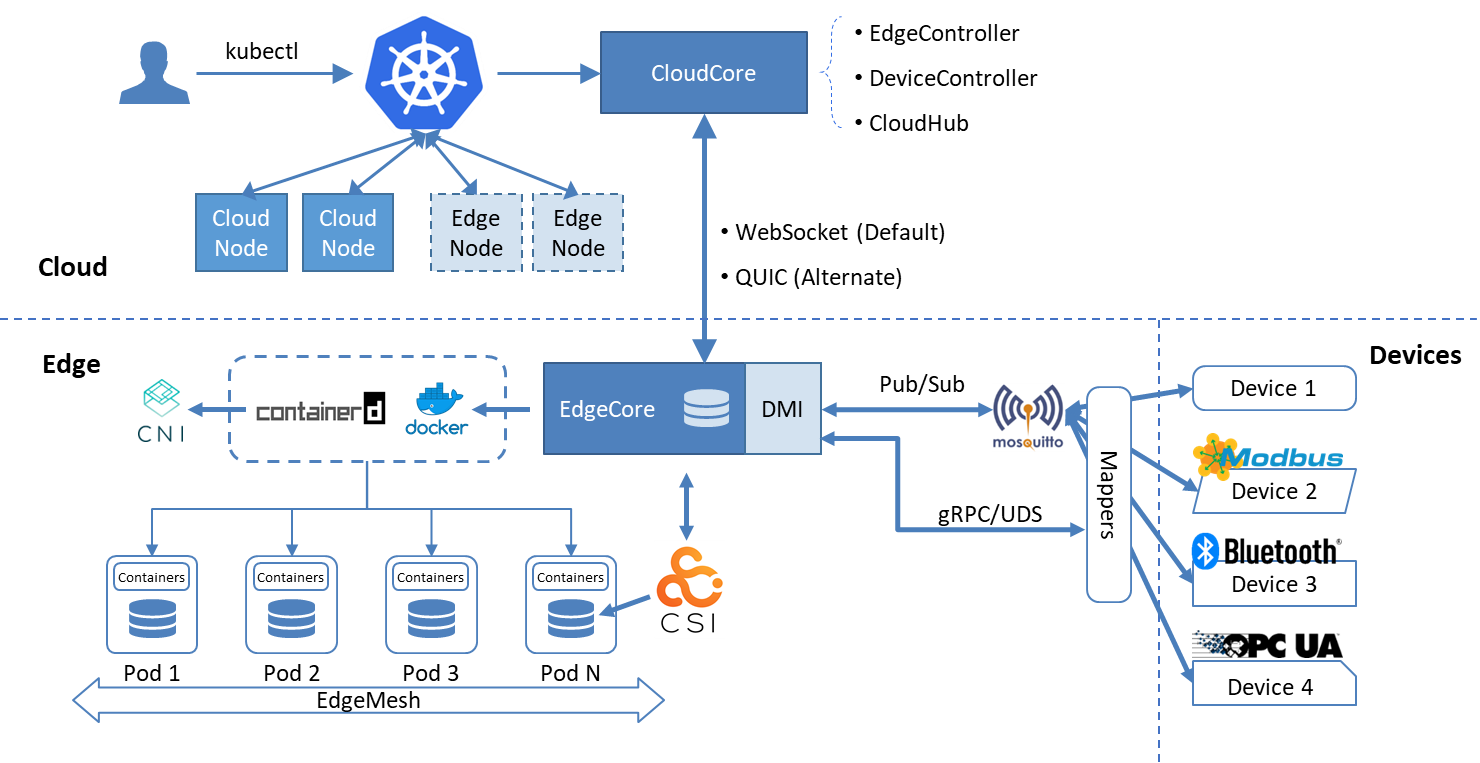 kubectl
CloudCore
• EdgeController
• DeviceController
• CloudHub
Cloud
Node
Cloud
Node
Edge
Node
Edge
Node
• WebSocket (Default)
• QUIC (Alternate)
Cloud
Edge
Devices
CNI
containerd
docker
EdgeCore
DMI
Pub/Sub
mosquitto
Mappers
gRPC/UDS
Device 1
Modbus
Device 2
Bluetooth®
Device 3
OPC UA
Device 4
Containers
Containers
Containers
Containers
CSI
Pod 1
Pod 2
Pod 3
Pod N
EdgeMesh